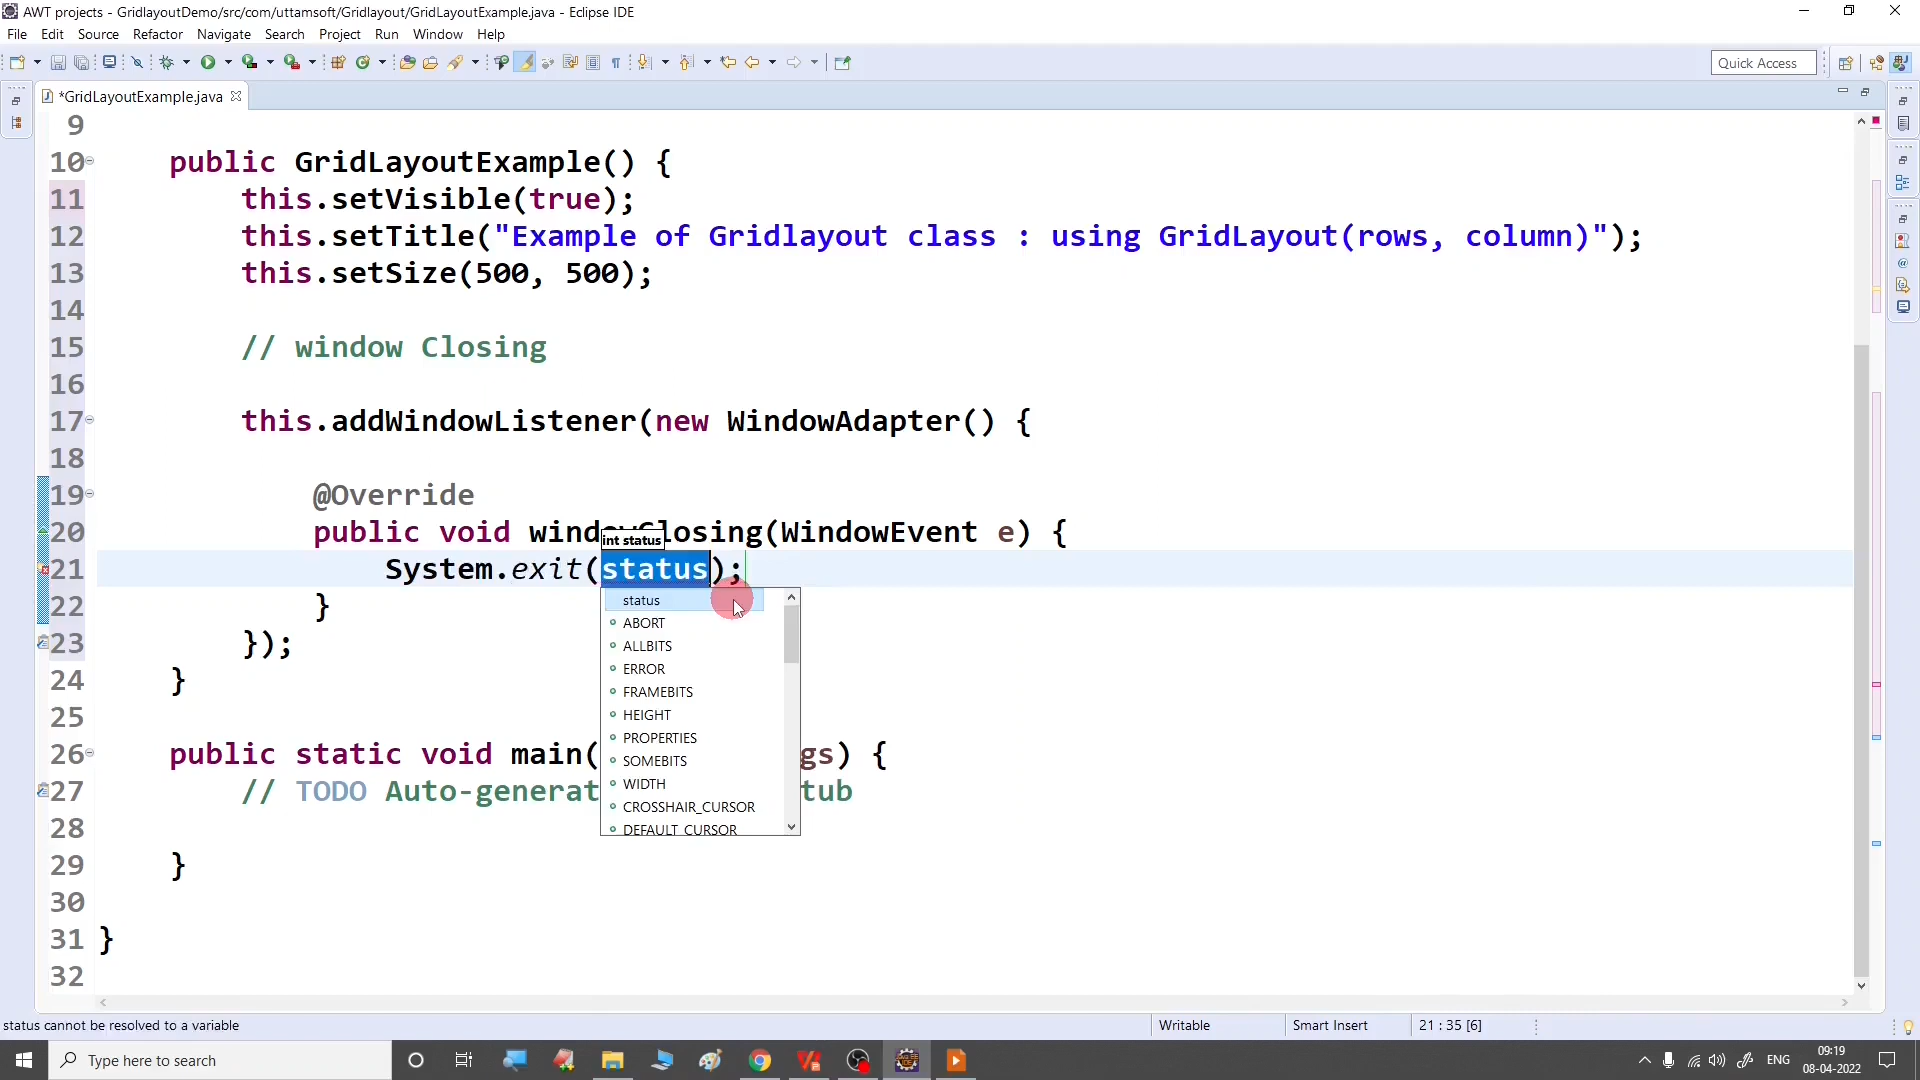 AWT projects - GridlayoutDemo/src/com/uttamsoft/Gridlayout/GridLayoutExample.java - Eclipse IDE
File Edit Source Refactor Navigate Search Project Run Window Help
Quick Access
*GridLayoutExample.java
9
10 public GridLayoutExample() {
11 this.setVisible(true);
12 this.setTitle("Example of Gridlayout class : using GridLayout(rows, column)");
13 this.setSize(500, 500);
14
15 // window Closing
16
17 this.addWindowListener(new WindowAdapter() {
18
19 @Override
20 public void windowClosing(WindowEvent e) {
int status
21 System.exit(status);
22 }
23 });
24 }
25
26 public static void main( gs) {
27 // TODO Auto-generat tub
28
29 }
30
31 }
32
status
ABORT
ALLBITS
ERROR
FRAMEBITS
HEIGHT
PROPERTIES
SOMEBITS
WIDTH
CROSSHAIR_CURSOR
DEFAULT_CURSOR
status cannot be resolved to a variable
Writable
Smart Insert
21 : 35 [6]
Type here to search
ENG
09:19
08-04-2022